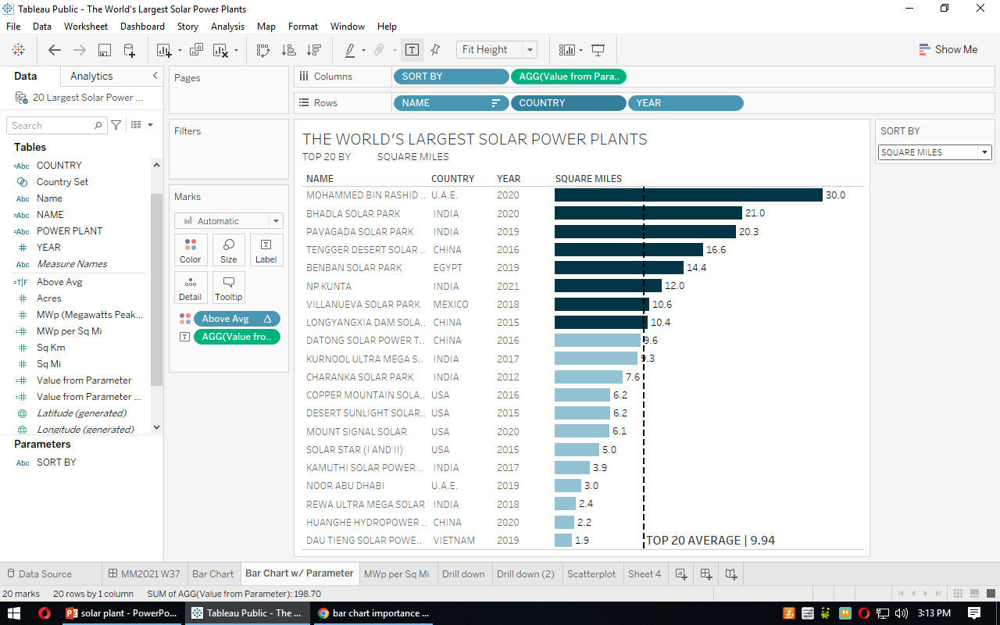 Tableau Public - The World's Largest Solar Power Plants
File Data Worksheet Dashboard Story Analysis Map Format Window Help
Fit Height
Show Me
Data Analytics
20 Largest Solar Power ...
Search
Tables
Abc COUNTRY
Country Set
Abc Name
Abc NAME
Abc POWER PLANT
YEAR
Abc Measure Names
T|F Above Avg
Acres
MWp (Megawatts Peak...
MWp per Sq Mi
Sq Km
Sq Mi
Value from Parameter
Value from Parameter ...
Latitude (generated)
Longitude (generated)
Parameters
Abc SORT BY
Pages
Filters
Marks
Automatic
Color Size Label
Detail Tooltip
Above Avg
AGG(Value fro..
Columns SORT BY AGG(Value from Para..
Rows NAME COUNTRY YEAR
THE WORLD'S LARGEST SOLAR POWER PLANTS
TOP 20 BY SQUARE MILES
NAME COUNTRY YEAR SQUARE MILES
MOHAMMED BIN RASHID .. U.A.E. 2020 30.0
BHADLA SOLAR PARK INDIA 2020 21.0
PAVAGADA SOLAR PARK INDIA 2019 20.3
TENGGER DESERT SOLAR .. CHINA 2016 16.6
BENBAN SOLAR PARK EGYPT 2019 14.4
NP KUNTA INDIA 2021 12.0
VILLANUEVA SOLAR PARK MEXICO 2018 10.6
LONGYANGXIA DAM SOLA.. CHINA 2015 10.4
DATONG SOLAR POWER T.. CHINA 2016 9.6
KURNOOL ULTRA MEGA S.. INDIA 2017 9.3
CHARANKA SOLAR PARK INDIA 2012 7.6
COPPER MOUNTAIN SOLA.. USA 2016 6.2
DESERT SUNLIGHT SOLAR.. USA 2015 6.2
MOUNT SIGNAL SOLAR USA 2020 6.1
SOLAR STAR (I AND II) USA 2015 5.0
KAMUTHI SOLAR POWER .. INDIA 2017 3.9
NOOR ABU DHABI U.A.E. 2019 3.0
REWA ULTRA MEGA SOLAR INDIA 2018 2.4
HUANGHE HYDROPOWER .. CHINA 2020 2.2
DAU TIENG SOLAR POWE.. VIETNAM 2019 1.9
TOP 20 AVERAGE | 9.94
SORT BY
SQUARE MILES
Data Source MM2021 W37 Bar Chart Bar Chart w/ Parameter MWp per Sq Mi Drill down Drill down (2) Scatterplot Sheet 4
20 marks 20 rows by 1 column SUM of AGG(Value from Parameter): 198.70
solar plant - PowerPo... Tableau Public - The ... bar chart importance ... 3:13 PM